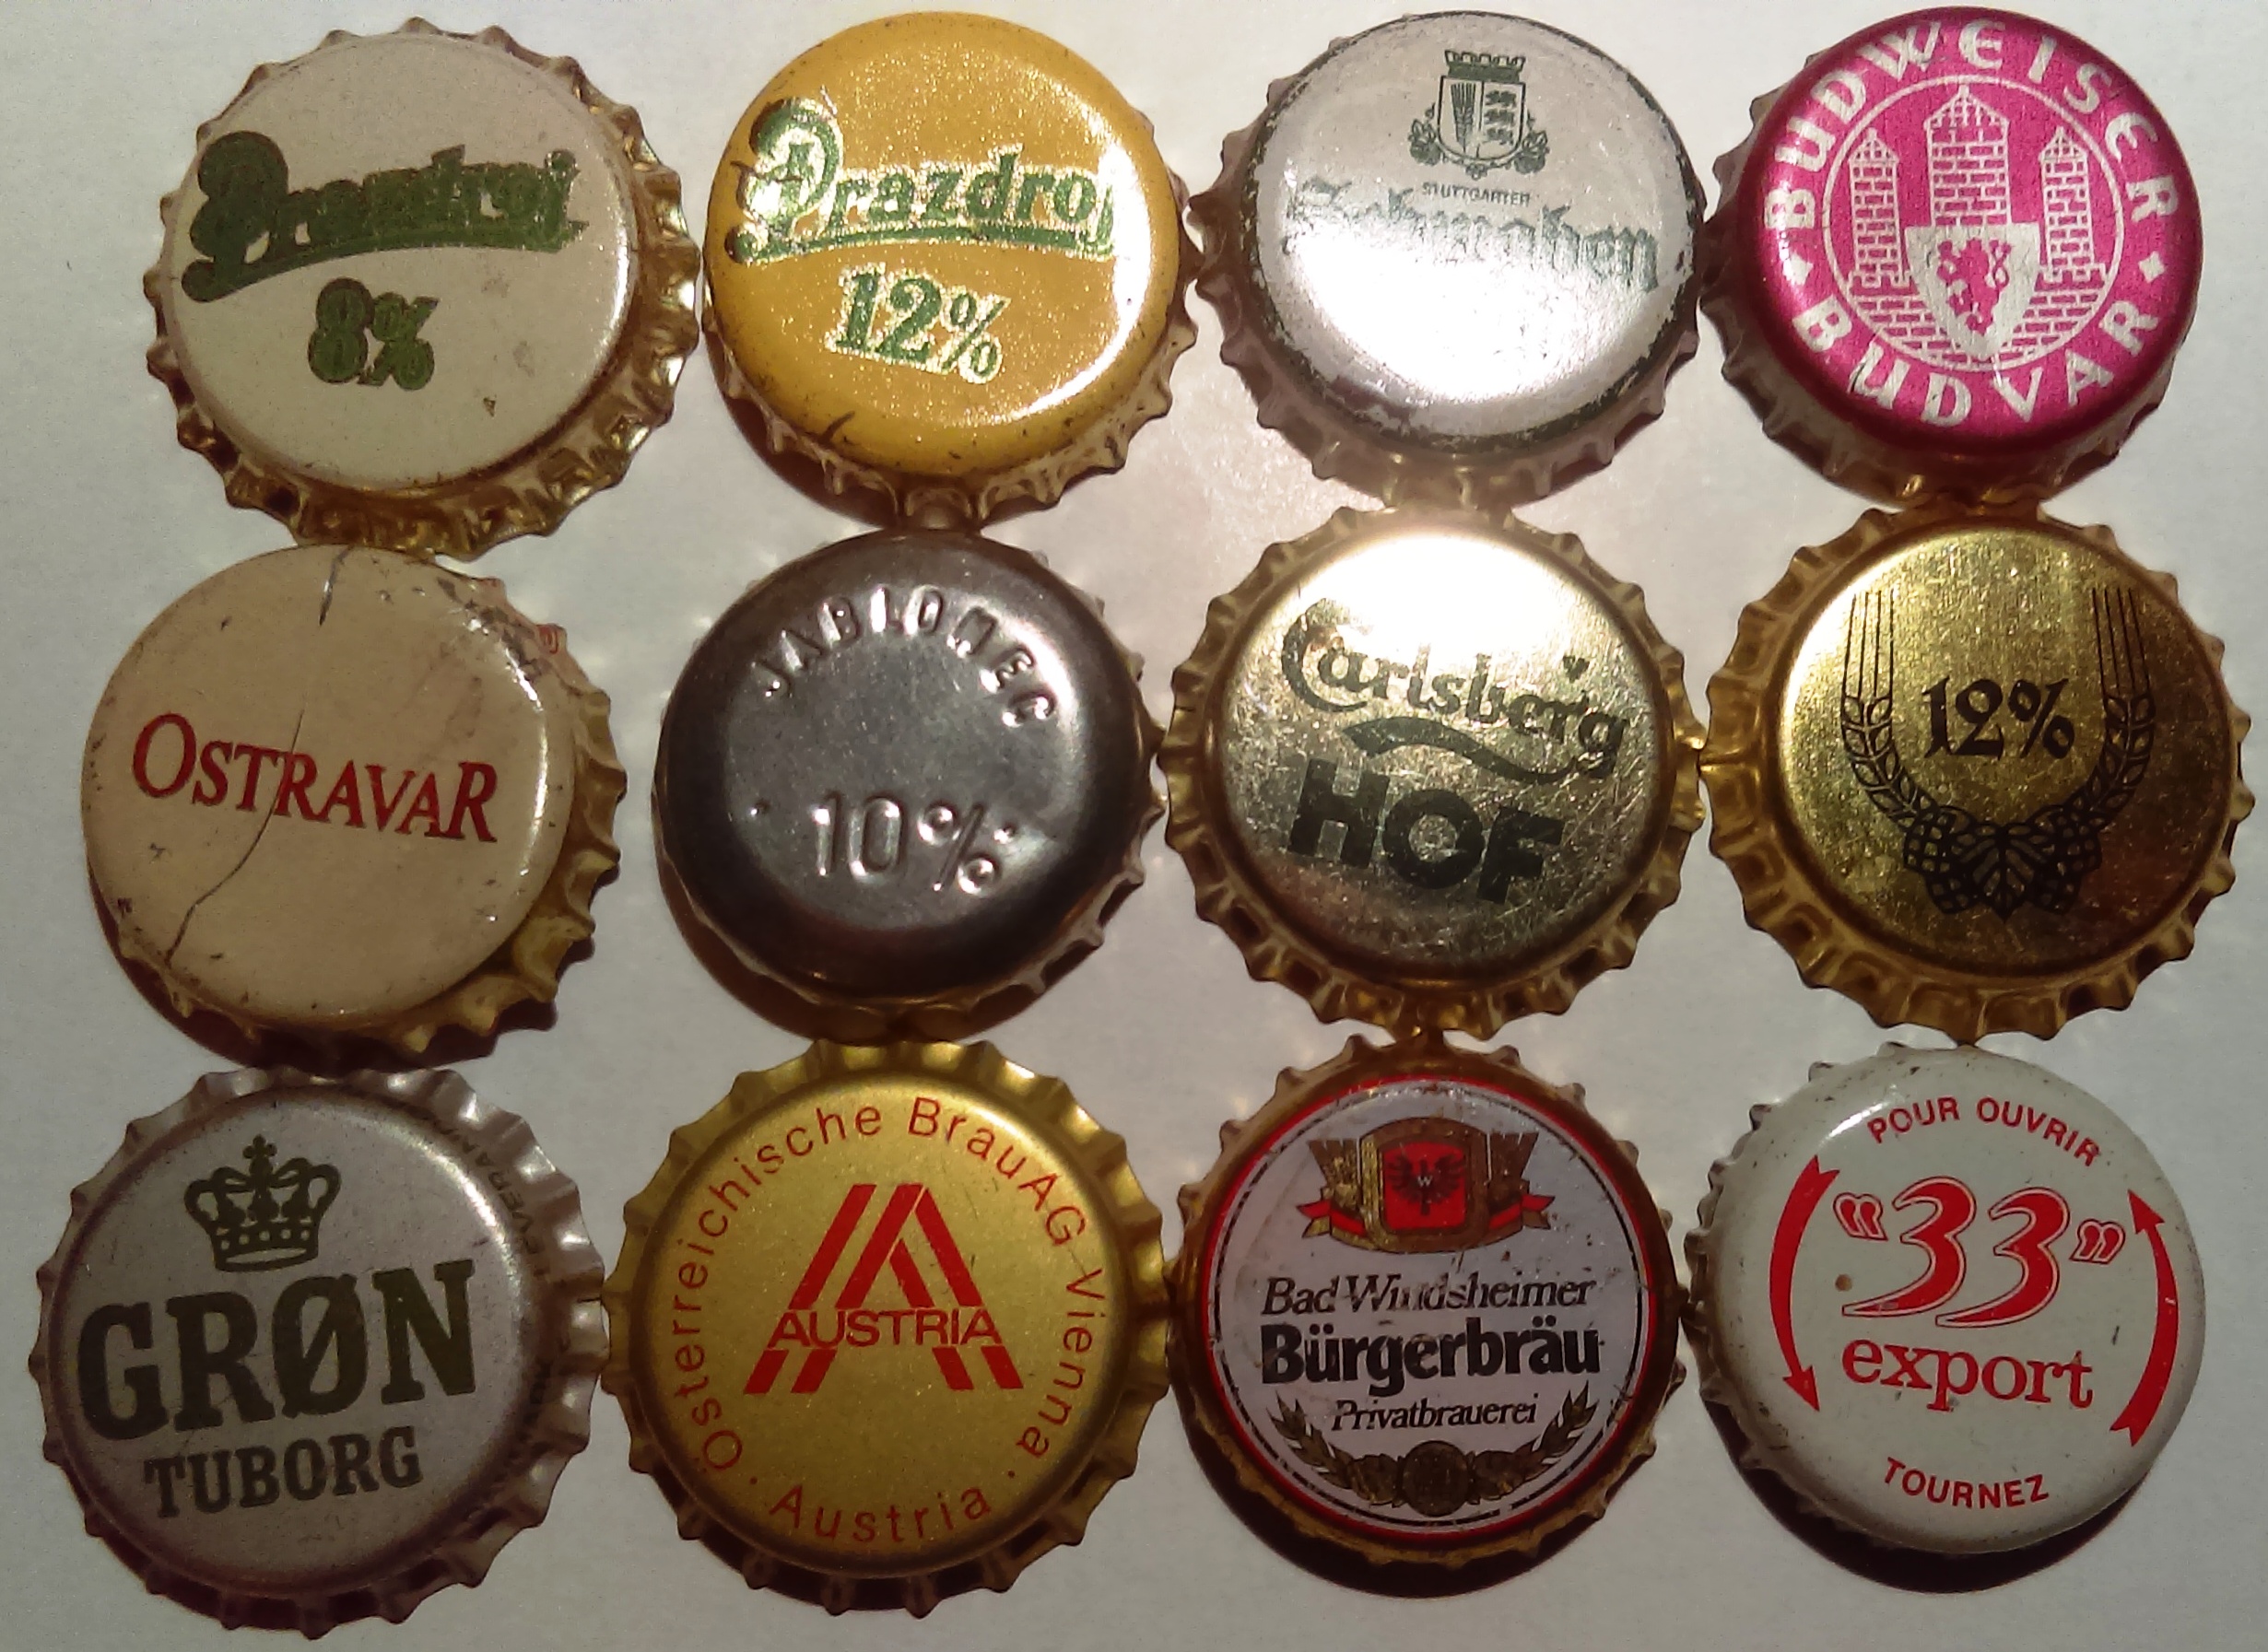 Prazdroj
8%
Prazdroj
12%
STUTTGARTER
Schwaben
BUDWEISER
BUDVAR
OSTRAVAR
JABLONEC
10%
Carlsberg
HOF
12%
GRØN
TUBORG
Österreichische BrauAG Vienna · Austria ·
AUSTRIA
W
Bad Windsheimer
Bürgerbräu
Privatbrauerei
POUR OUVRIR
"33"
export
TOURNEZ